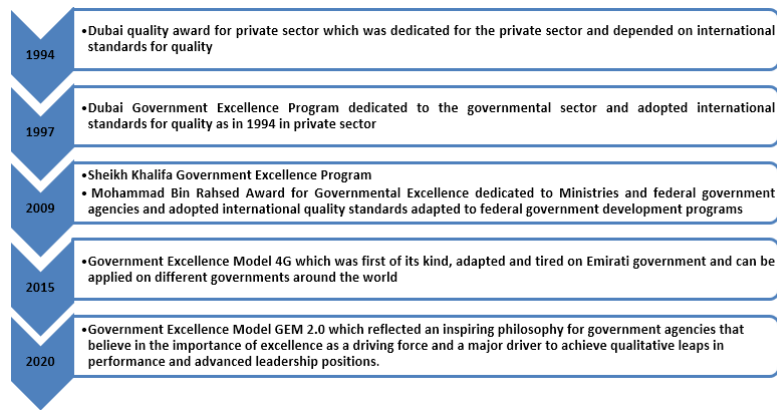 1994
•Dubai quality award for private sector which was dedicated for the private sector and depended on international
standards for quality
1997
•Dubai Government Excellence Program dedicated to the governmental sector and adopted international
standards for quality as in 1994 in private sector
2009
•Sheikh Khalifa Government Excellence Program
• Mohammad Bin Rahsed Award for Governmental Excellence dedicated to Ministries and federal government
agencies and adopted international quality standards adapted to federal government development programs
2015
•Government Excellence Model 4G which was first of its kind, adapted and tired on Emirati government and can be
applied on different governments around the world
2020
•Government Excellence Model GEM 2.0 which reflected an inspiring philosophy for government agencies that
believe in the importance of excellence as a driving force and a major driver to achieve qualitative leaps in
performance and advanced leadership positions.